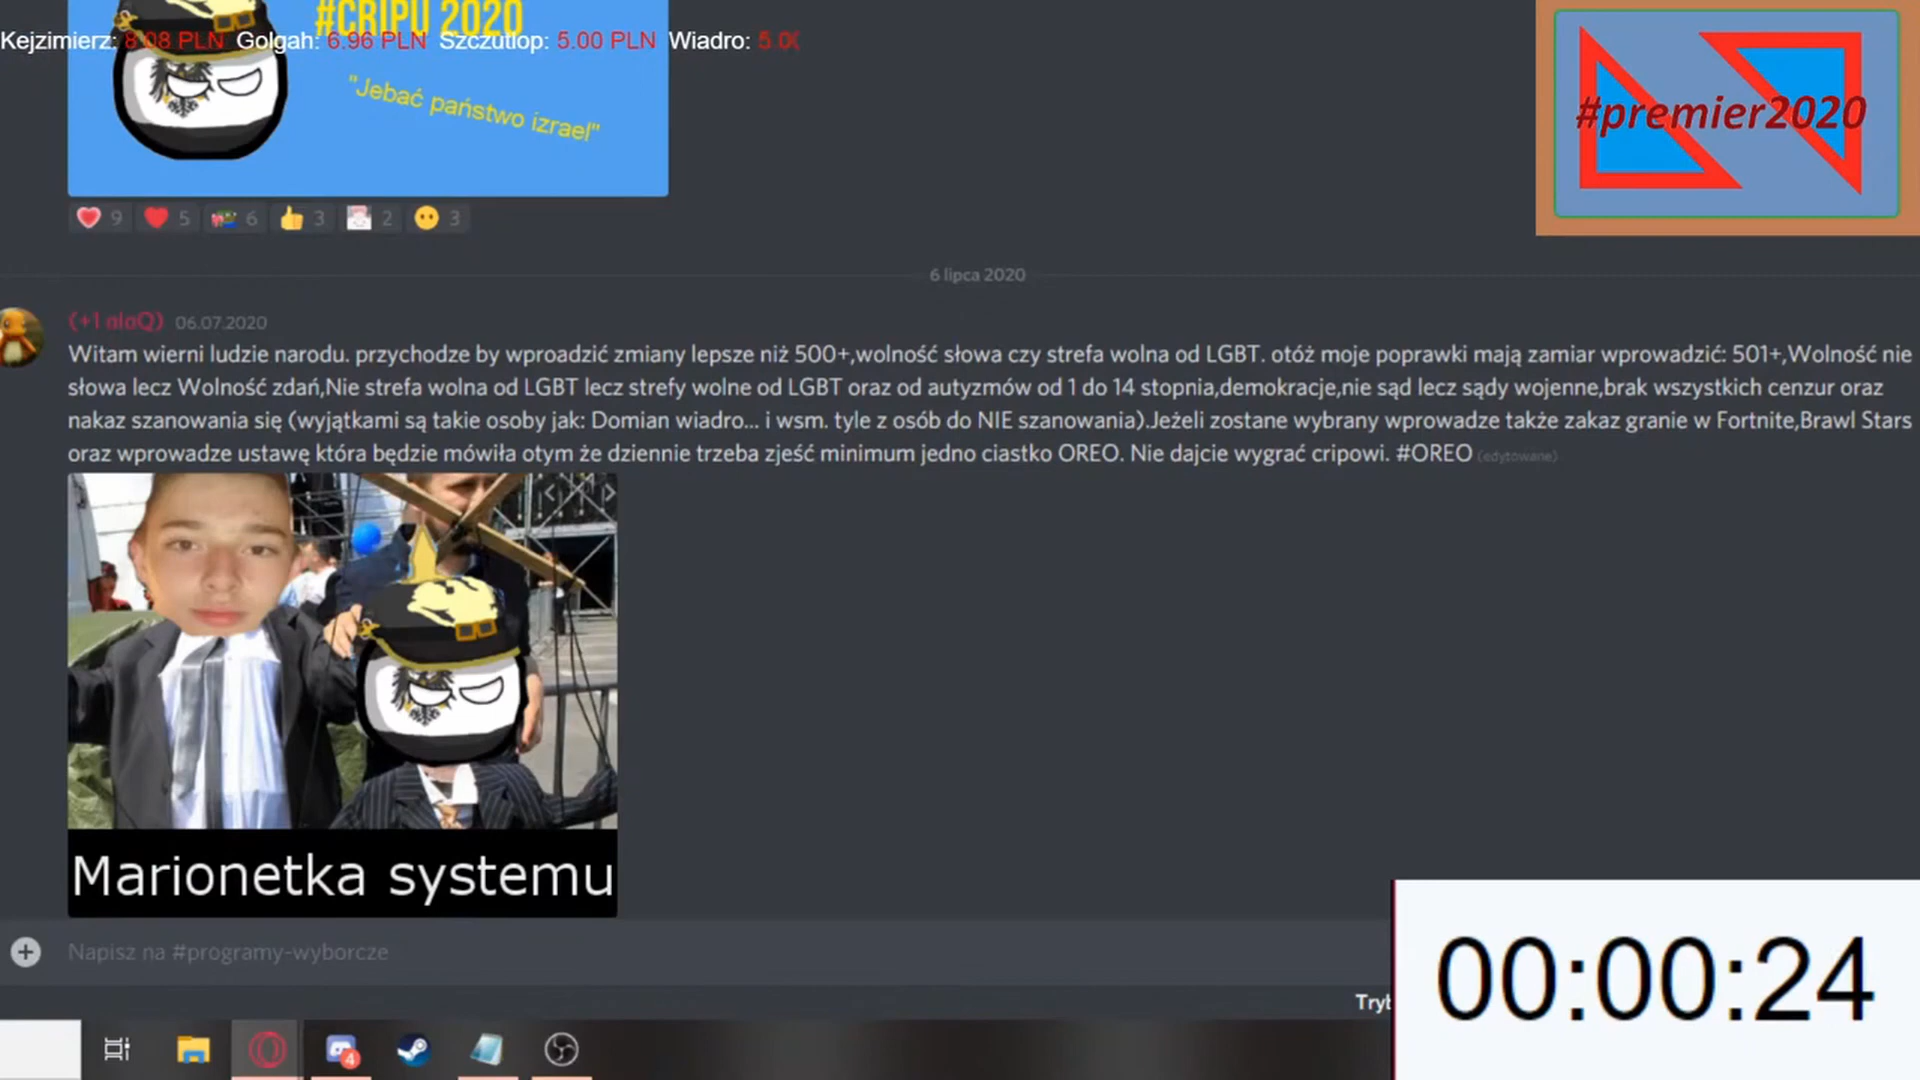 #CRIPU 2020
Kejzimierz: 8.08 PLN Golgah: 6.96 PLN Szczutlop: 5.00 PLN Wiadro:
#premier2020
"Jebać państwo izrael"
9 5 6 3 2 3
6 lipca 2020
(+1 alaQ) 06.07.2020
Witam wierni ludzie narodu. przychodze by wproadzić zmiany lepsze niż 500+,wolność słowa czy strefa wolna od LGBT. otóż moje poprawki mają zamiar wprowadzić: 501+,Wolność nie
słowa lecz Wolność zdań,Nie strefa wolna od LGBT lecz strefy wolne od LGBT oraz od autyzmów od 1 do 14 stopnia,demokracje,nie sąd lecz sądy wojenne,brak wszystkich cenzur oraz
nakaz szanowania się (wyjątkami są takie osoby jak: Domian wiadro... i wsm. tyle z osób do NIE szanowania).Jeżeli zostane wybrany wprowadze także zakaz granie w Fortnite,Brawl Stars
oraz wprowadze ustawę która będzie mówiła otym że dziennie trzeba zjeść minimum jedno ciastko OREO. Nie dajcie wygrać cripowi. #OREO (edytowane)
Marionetka systemu
Napisz na #programy-wyborcze
Tryb
00:00:24
4